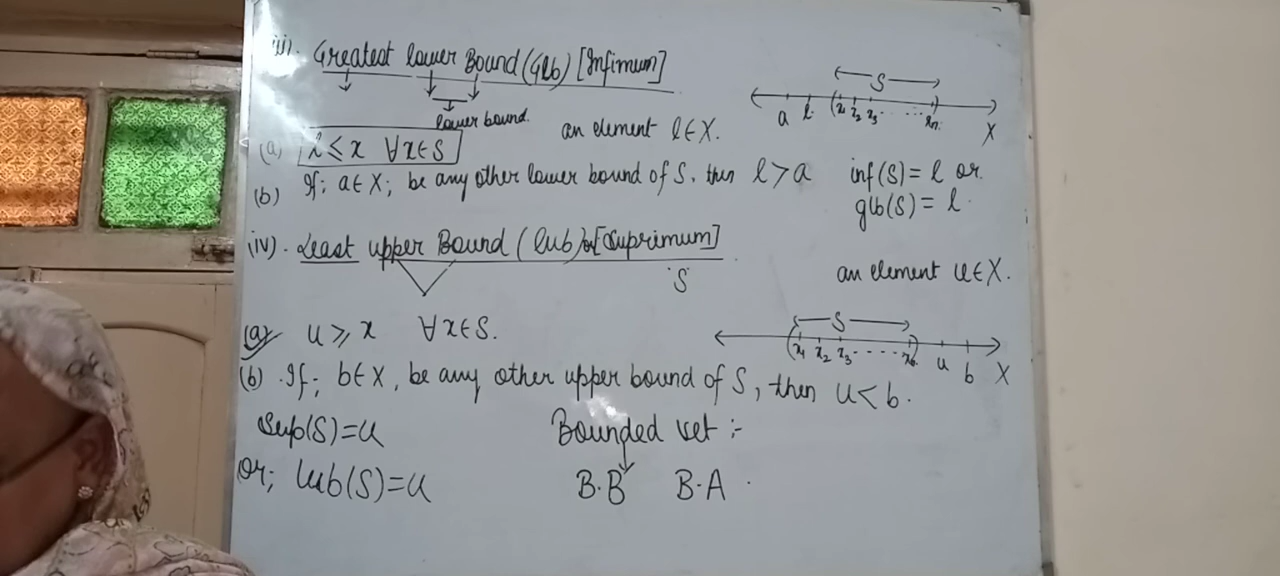 iii). Greatest lower Bound (Glb) [Infimum]
lower bound.
S
a l x₁ x₂ x₃ ..... xₙ X
an element l∈X.
(a) l ≤ x ∀x∈S
(b) If; a∈X; be any other lower bound of S. then l > a
inf(S) = l or.
glb(S) = l.
iv). Least upper Bound (lub) or [Suprimum]
'S'
an element u∈X.
(a) u ≥ x ∀x∈S.
S
x₁ x₂ x₃ ..... u b X
(b) If; b∈X, be any other upper bound of S, then u < b.
Sup(S) = u
Or; lub(S) = u
Bounded set :-
B.B B.A